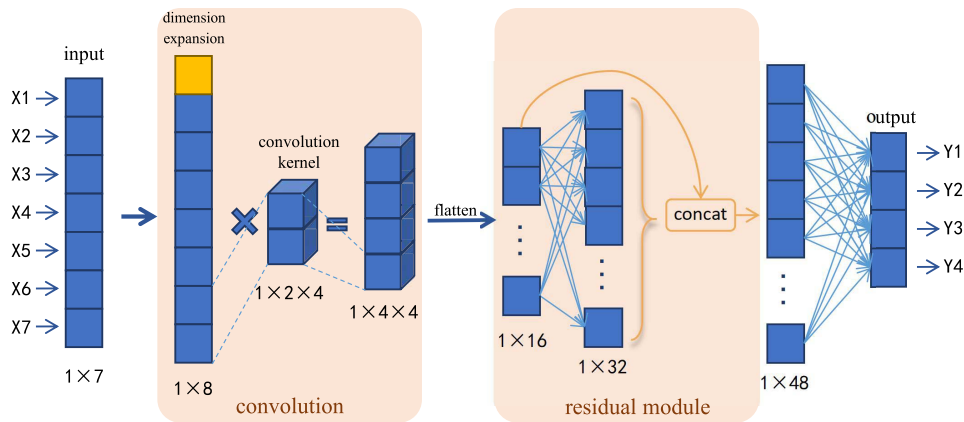 input
X1
X2
X3
X4
X5
X6
X7
1×7
dimension
expansion
1×8
convolution
kernel
1×2×4
1×4×4
convolution
flatten
1×16
1×32
concat
residual module
1×48
output
Y1
Y2
Y3
Y4